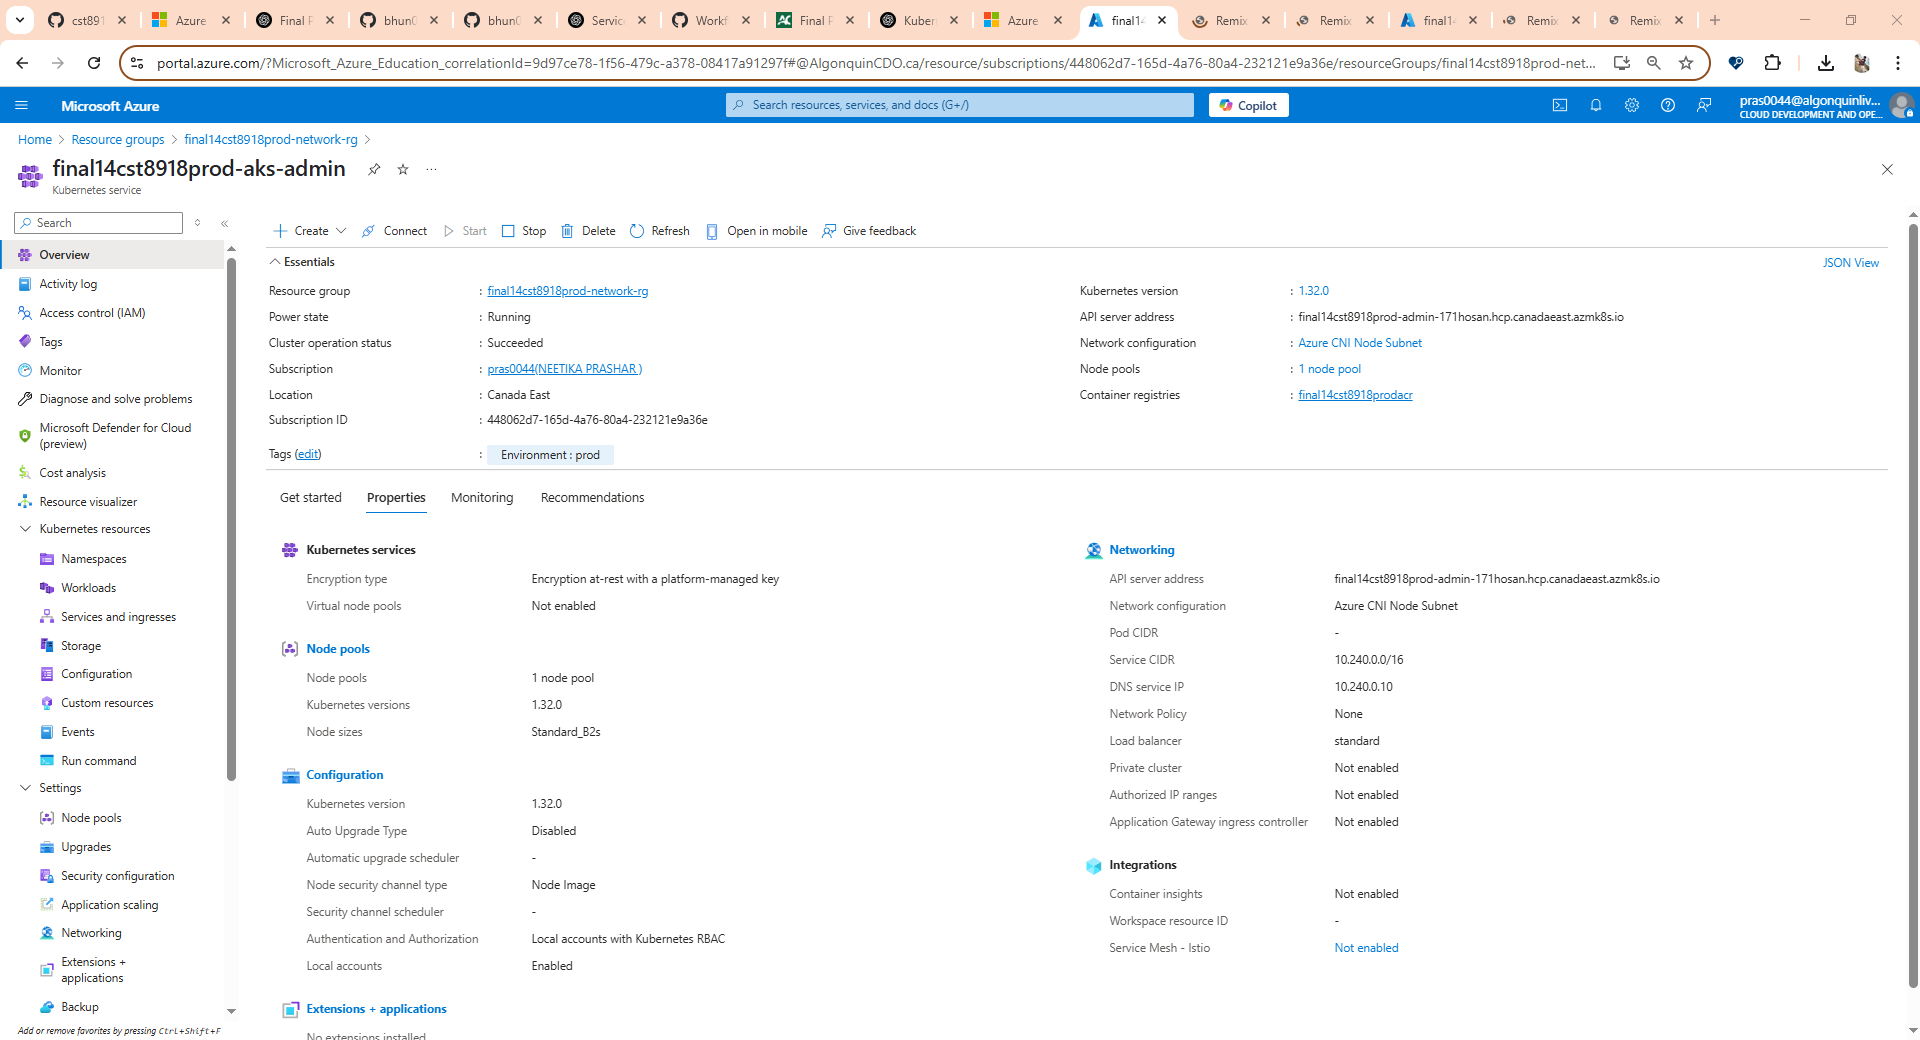 cst891
Azure
Final P
bhun0
bhun0
Service
Workfl
Final P
Kuber
Azure
final14
Remix
Remix
final14
Remix
Remix
portal.azure.com/?Microsoft_Azure_Education_correlationId=9d97ce78-1f56-479c-a378-08417a91297f#@AlgonquinCDO.ca/resource/subscriptions/448062d7-165d-4a76-80a4-232121e9a36e/resourceGroups/final14cst8918prod-net...
Microsoft Azure
Search resources, services, and docs (G+/)
Copilot
pras0044@algonquinliv...
CLOUD DEVELOPMENT AND OPE...
Home > Resource groups > final14cst8918prod-network-rg >
final14cst8918prod-aks-admin
Kubernetes service
Search
Overview
Activity log
Access control (IAM)
Tags
Monitor
Diagnose and solve problems
Microsoft Defender for Cloud
(preview)
Cost analysis
Resource visualizer
Kubernetes resources
Namespaces
Workloads
Services and ingresses
Storage
Configuration
Custom resources
Events
Run command
Settings
Node pools
Upgrades
Security configuration
Application scaling
Networking
Extensions +
applications
Backup
Add or remove favorites by pressing Ctrl+Shift+F
Create
Connect
Start
Stop
Delete
Refresh
Open in mobile
Give feedback
Essentials
JSON View
Resource group : final14cst8918prod-network-rg
Power state : Running
Cluster operation status : Succeeded
Subscription : pras0044(NEETIKA PRASHAR )
Location : Canada East
Subscription ID : 448062d7-165d-4a76-80a4-232121e9a36e
Kubernetes version : 1.32.0
API server address : final14cst8918prod-admin-171hosan.hcp.canadaeast.azmk8s.io
Network configuration : Azure CNI Node Subnet
Node pools : 1 node pool
Container registries : final14cst8918prodacr
Tags (edit) : Environment : prod
Get started
Properties
Monitoring
Recommendations
Kubernetes services
Encryption type Encryption at-rest with a platform-managed key
Virtual node pools Not enabled
Node pools
Node pools 1 node pool
Kubernetes versions 1.32.0
Node sizes Standard_B2s
Configuration
Kubernetes version 1.32.0
Auto Upgrade Type Disabled
Automatic upgrade scheduler -
Node security channel type Node Image
Security channel scheduler -
Authentication and Authorization Local accounts with Kubernetes RBAC
Local accounts Enabled
Extensions + applications
No extensions installed
Networking
API server address final14cst8918prod-admin-171hosan.hcp.canadaeast.azmk8s.io
Network configuration Azure CNI Node Subnet
Pod CIDR -
Service CIDR 10.240.0.0/16
DNS service IP 10.240.0.10
Network Policy None
Load balancer standard
Private cluster Not enabled
Authorized IP ranges Not enabled
Application Gateway ingress controller Not enabled
Integrations
Container insights Not enabled
Workspace resource ID -
Service Mesh - Istio Not enabled